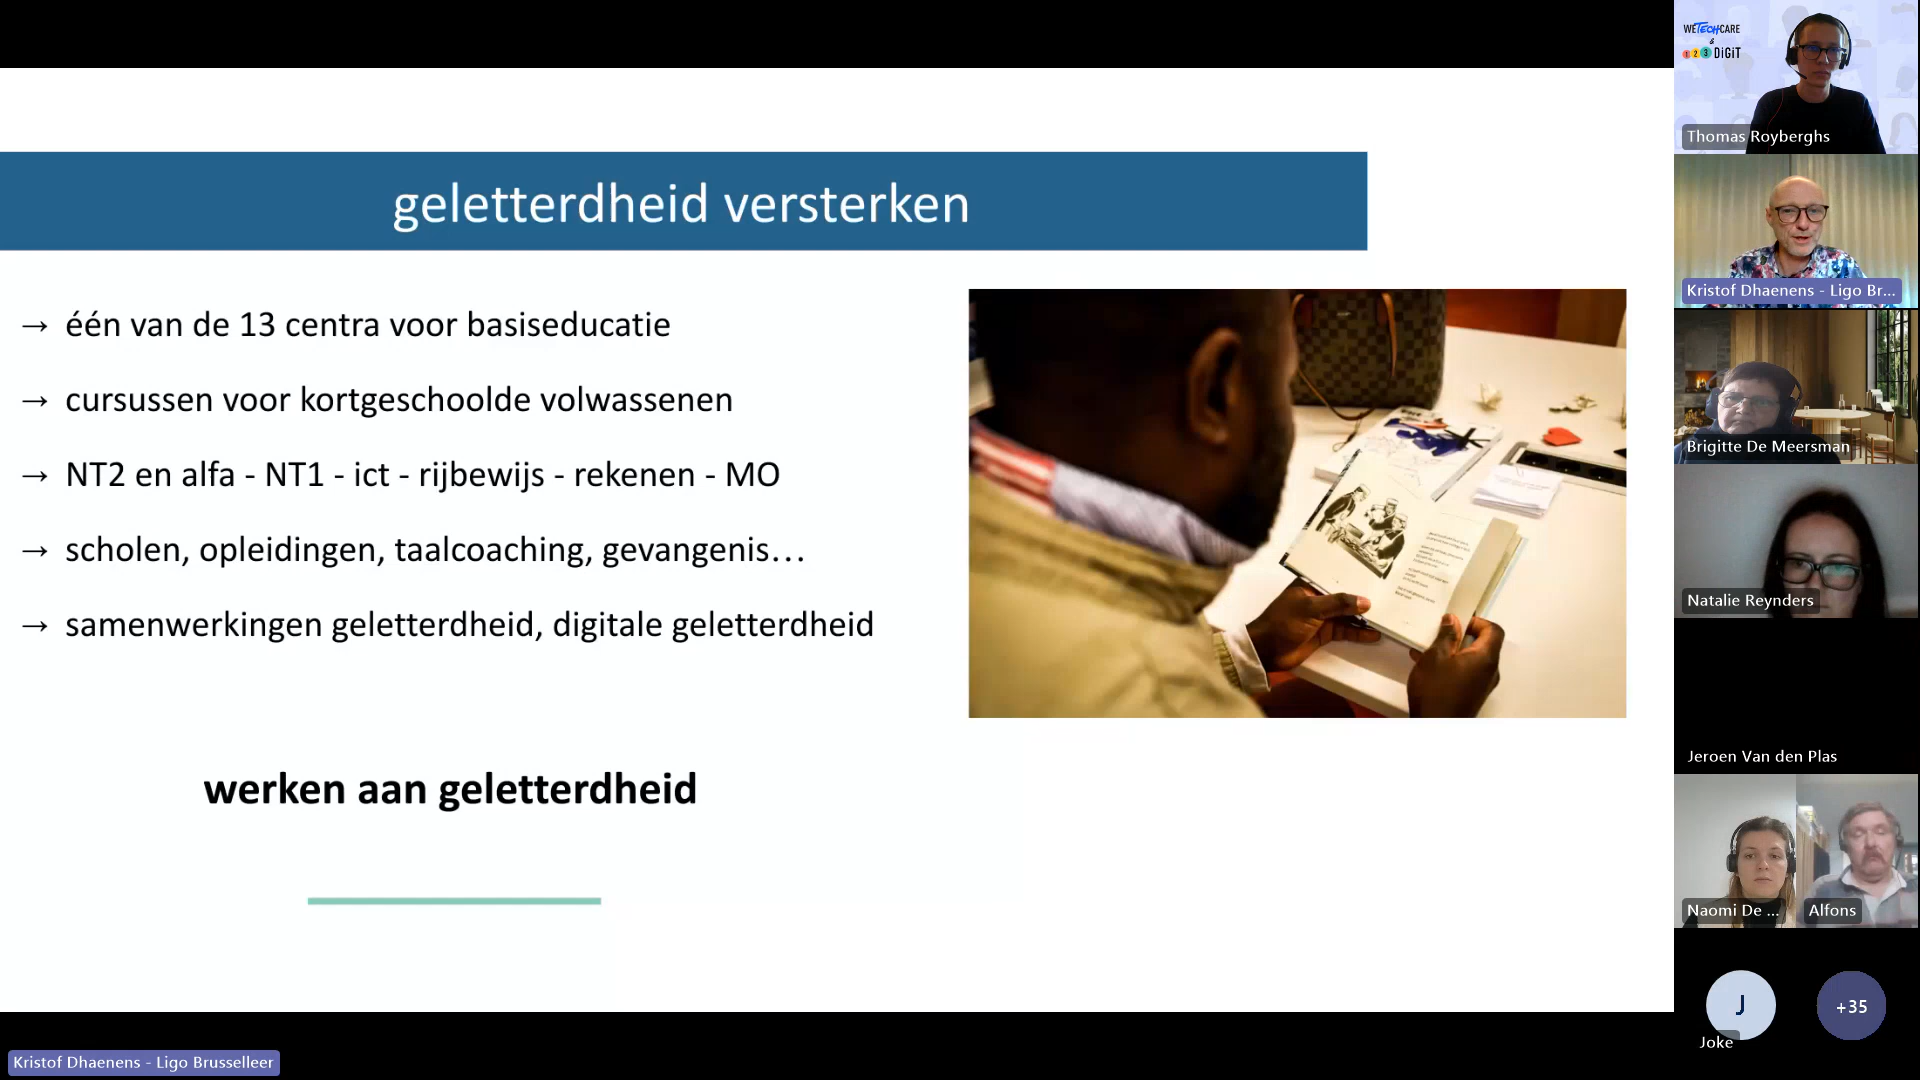 geletterdheid versterken
→ één van de 13 centra voor basiseducatie
→ cursussen voor kortgeschoolde volwassenen
→ NT2 en alfa - NT1 - ict - rijbewijs - rekenen - MO
→ scholen, opleidingen, taalcoaching, gevangenis…
→ samenwerkingen geletterdheid, digitale geletterdheid
werken aan geletterdheid
Kristof Dhaenens - Ligo Brusselleer
WETECHCARE
&
123 DiGiT
Thomas Royberghs
Kristof Dhaenens - Ligo Br...
Brigitte De Meersman
Natalie Reynders
Jeroen Van den Plas
Naomi De ...
Alfons
J
Joke
+35